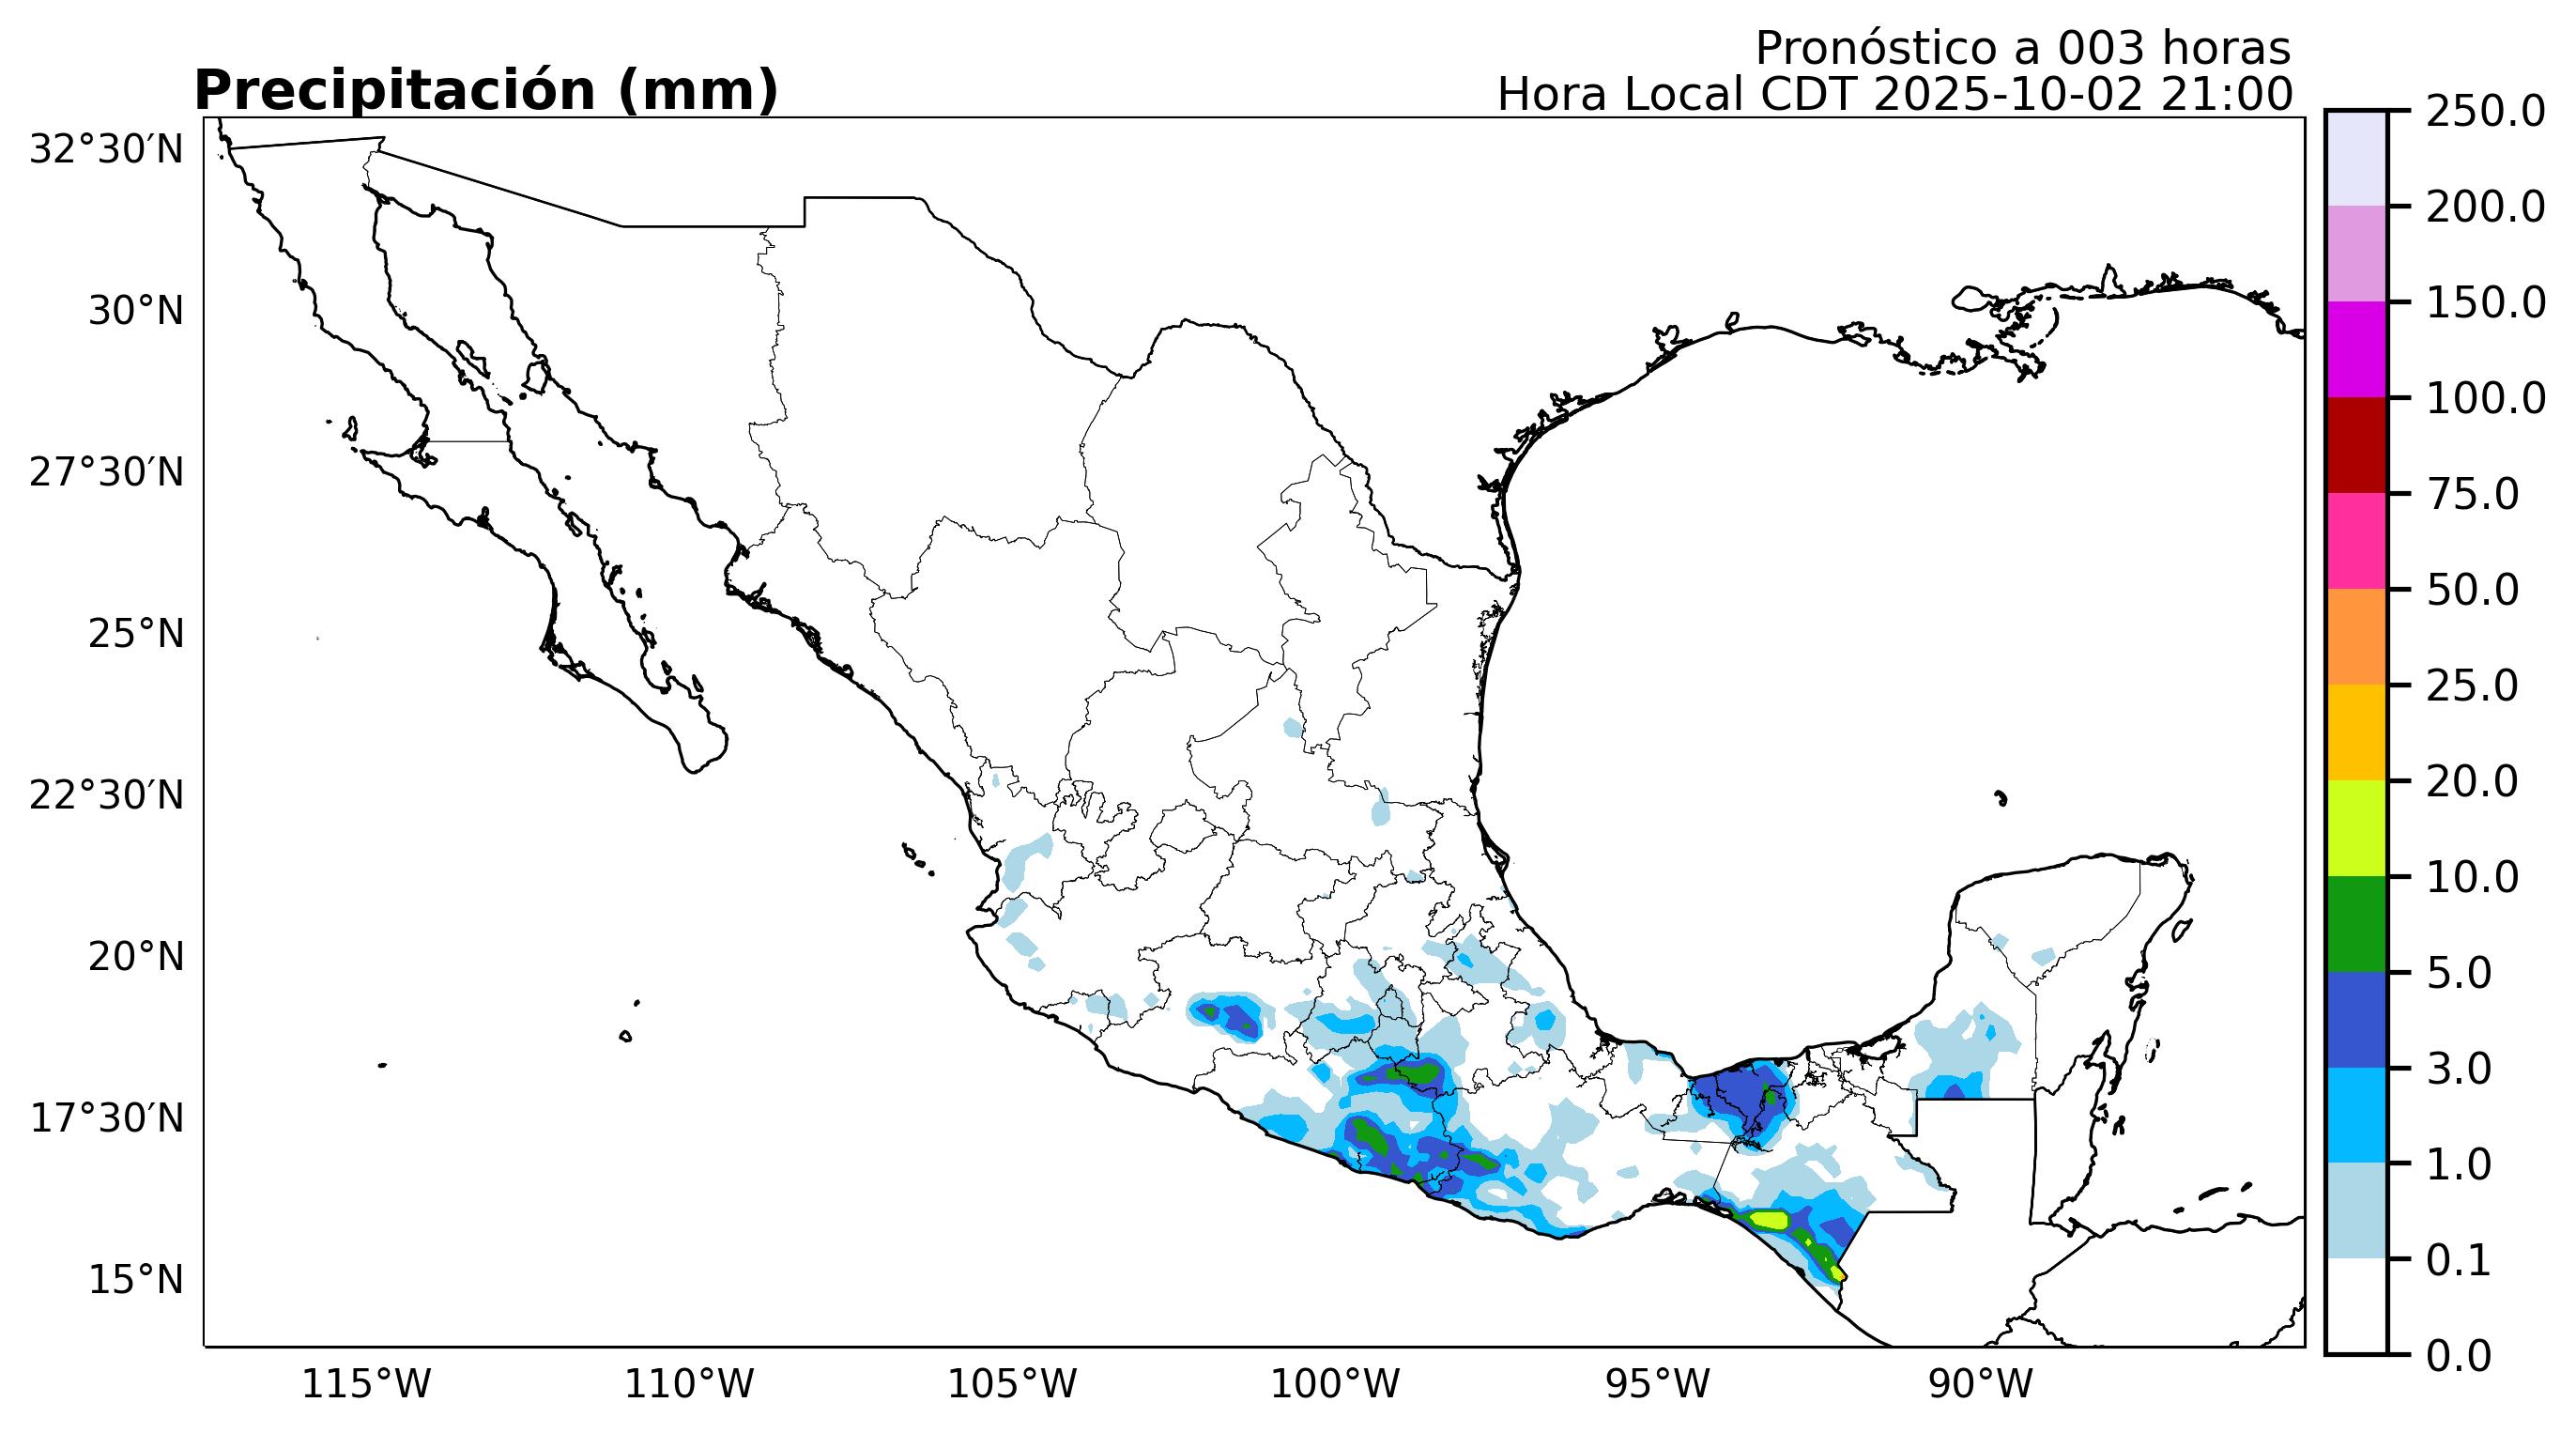 Pronóstico a 003 horas
Precipitación (mm)
Hora Local CDT 2025-10-02 21:00
32°30′N
30°N
27°30′N
25°N
22°30′N
20°N
17°30′N
15°N
115°W
110°W
105°W
100°W
95°W
90°W
250.0
200.0
150.0
100.0
75.0
50.0
25.0
20.0
10.0
5.0
3.0
1.0
0.1
0.0